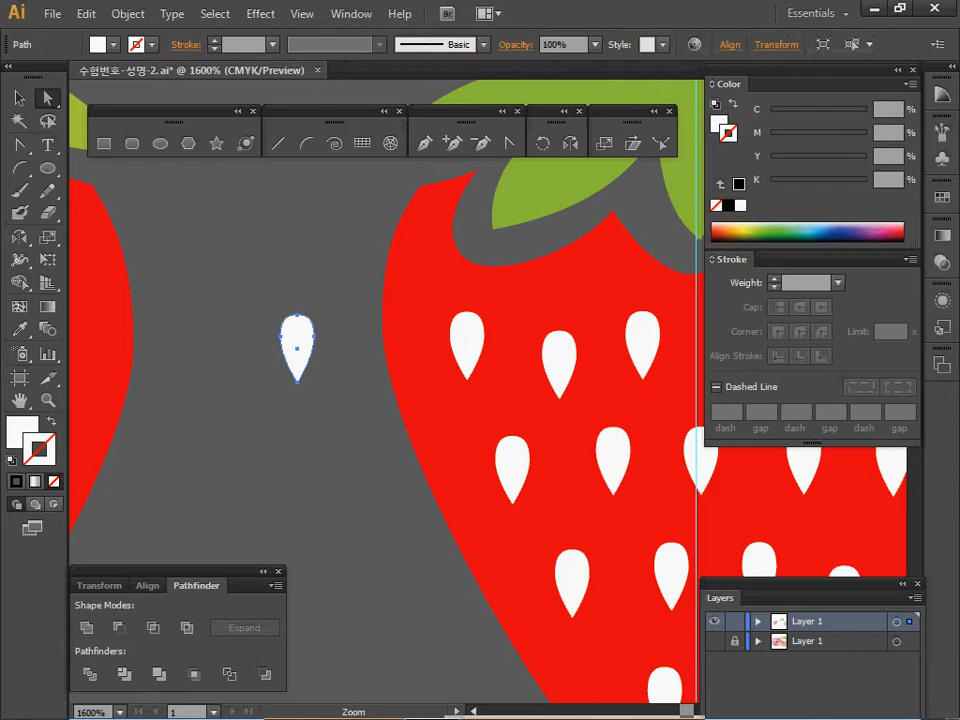 Ai File Edit Object Type Select Effect View Window Help Br Essentials
Path Stroke: Basic Opacity: 100% Style: Align Transform
수험번호-성명-2.ai* @ 1600% (CMYK/Preview)
Color
C %
M %
Y %
K %
Stroke
Weight:
Cap:
Corner: Limit: x
Align Stroke:
Dashed Line
dash gap dash gap dash gap
Transform Align Pathfinder
Shape Modes:
Expand
Pathfinders:
Layers
Layer 1
Layer 1
1600% 1 Zoom